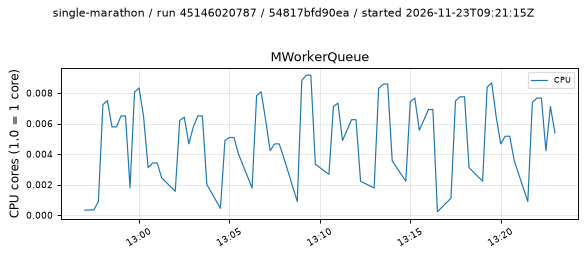 single-marathon / run 45146020787 / 54817bfd90ea / started 2026-11-23T09:21:15Z
MWorkerQueue
CPU
CPU cores (1.0 = 1 core)
0.008
0.006
0.004
0.002
0.000
13:00
13:05
13:10
13:15
13:20